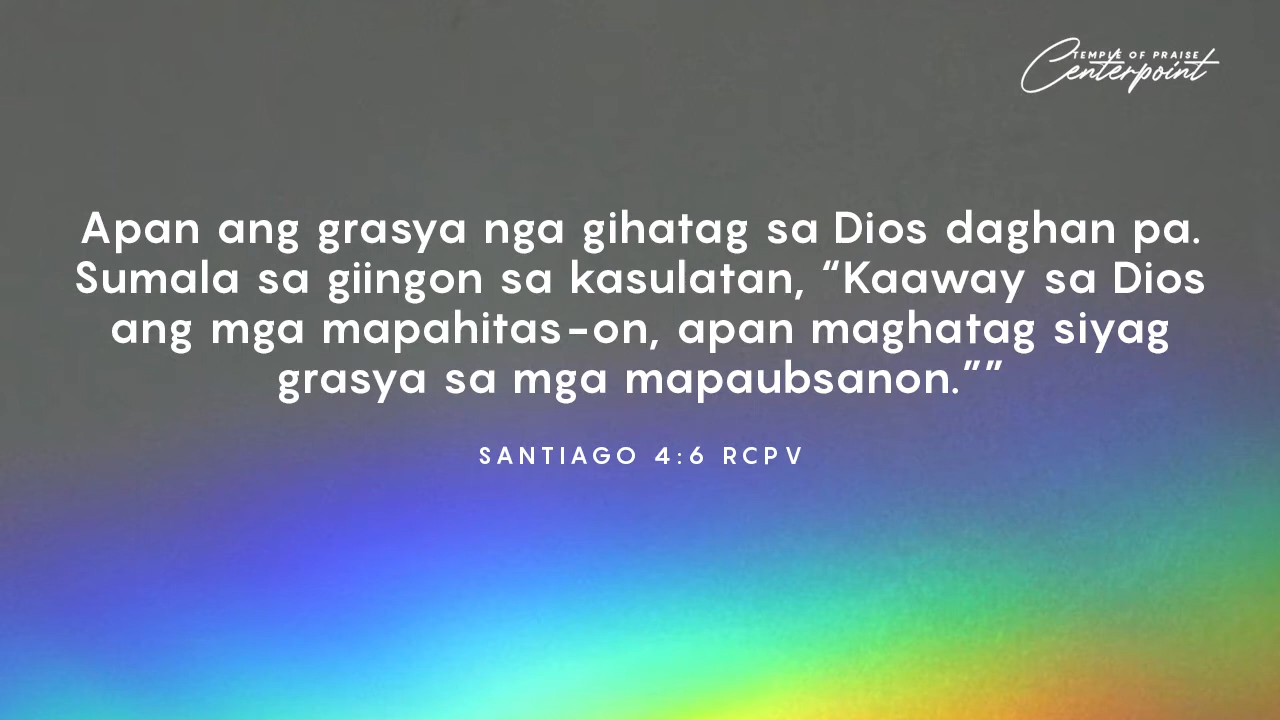 TEMPLE OF PRAISE
Centerpoint
Apan ang grasya nga gihatag sa Dios daghan pa.
Sumala sa giingon sa kasulatan, “Kaaway sa Dios
ang mga mapahitas-on, apan maghatag siyag
grasya sa mga mapaubsanon.””
SANTIAGO 4:6 RCPV